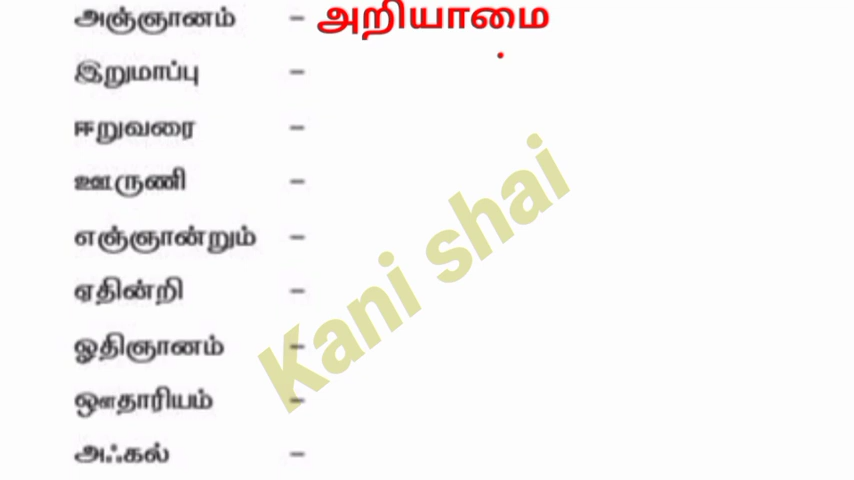 அஞ்ஞானம் – அறியாமை
இறுமாப்பு –
ஈறுவரை –
ஊருணி –
எஞ்ஞான்றும் –
ஏதின்றி –
ஓதிஞானம் –
ஔதாரியம் –
அஃகல் –
Kani shai